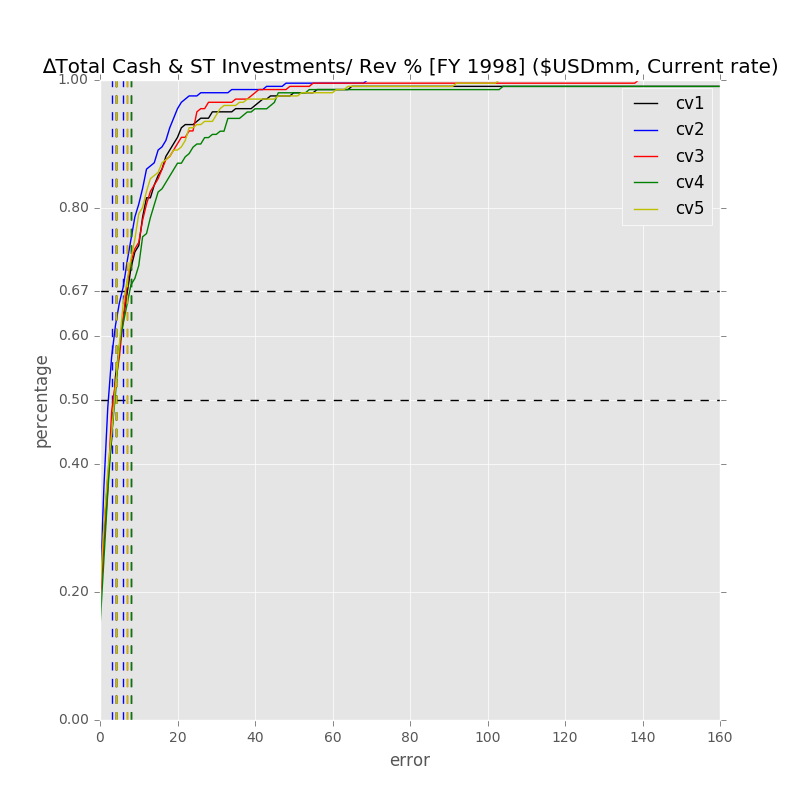 ΔTotal Cash & ST Investments/ Rev % [FY 1998] ($USDmm, Current rate)
1.00
cv1
cv2
cv3
cv4
cv5
0.80
0.67
0.60
0.50
0.40
0.20
0.00
percentage
0 20 40 60 80 100 120 140 160
error